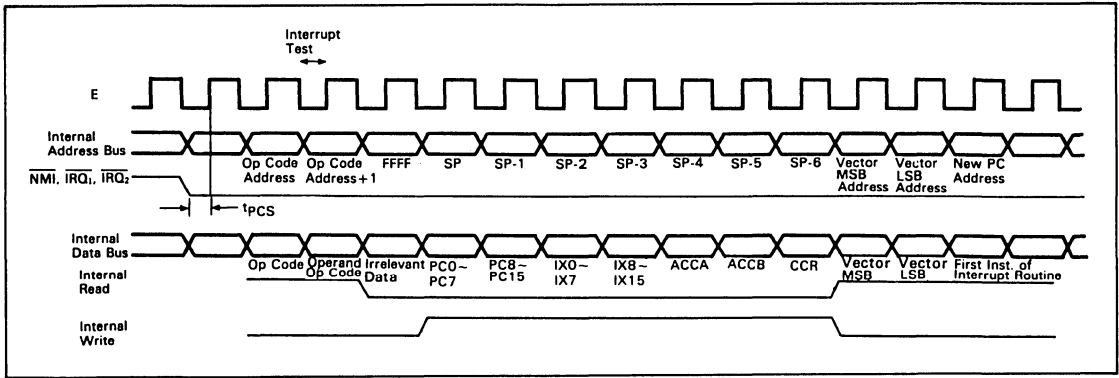 Interrupt
Test
E
Internal
Address Bus
Op Code
Address
Op Code
Address+1
FFFF
SP
SP-1
SP-2
SP-3
SP-4
SP-5
SP-6
Vector
MSB
Address
Vector
LSB
Address
New PC
Address
NMI, IRQ₁, IRQ₂
tPCS
Internal
Data Bus
Op Code
Operand
Op Code
Irrelevant
Data
PC0~
PC7
PC8~
PC15
IX0~
IX7
IX8~
IX15
ACCA
ACCB
CCR
Vector
MSB
Vector
LSB
First Inst. of
Interrupt Routine
Internal
Read
Internal
Write